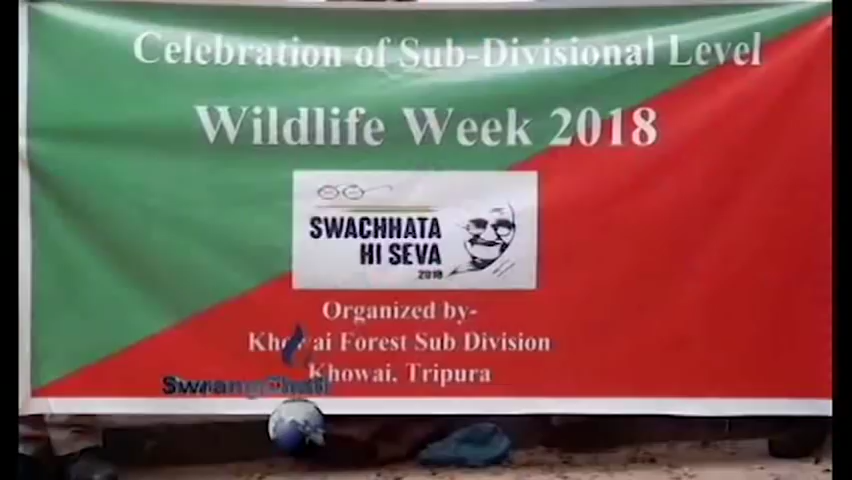 Celebration of Sub-Divisional Level
Wildlife Week 2018
SWACHHATA
HI SEVA
2018
Organized by-
Khowai Forest Sub Division
Khowai, Tripura